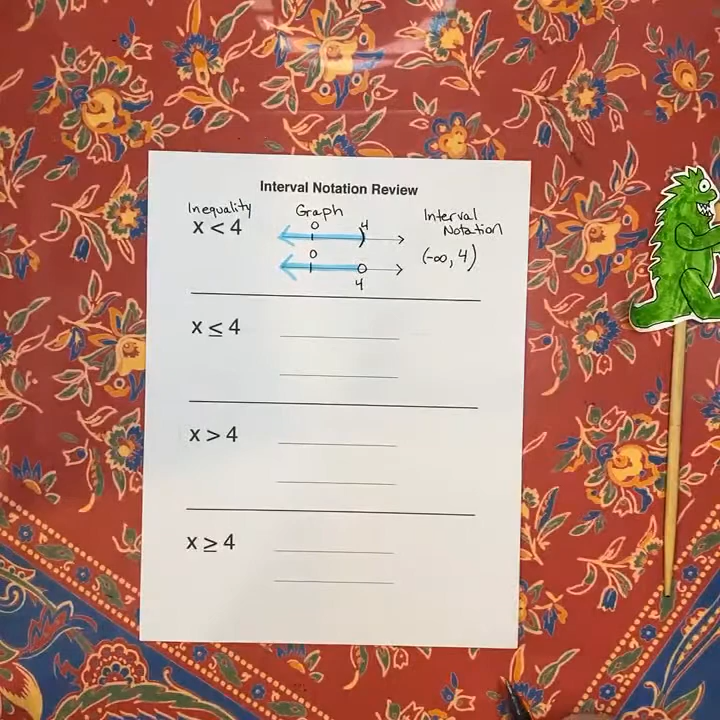 Interval Notation Review
Inequality Graph Interval Notation
x < 4
0 4
0
4
(-∞, 4)
x ≤ 4
x > 4
x ≥ 4